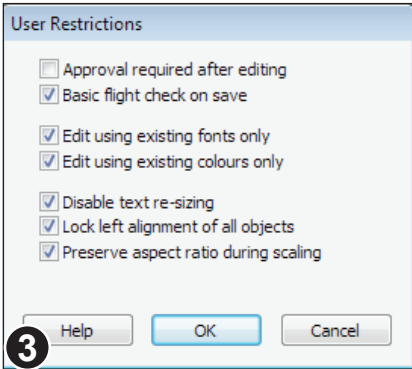 User Restrictions
Approval required after editing
Basic flight check on save
Edit using existing fonts only
Edit using existing colours only
Disable text re-sizing
Lock left alignment of all objects
Preserve aspect ratio during scaling
Help OK Cancel
3